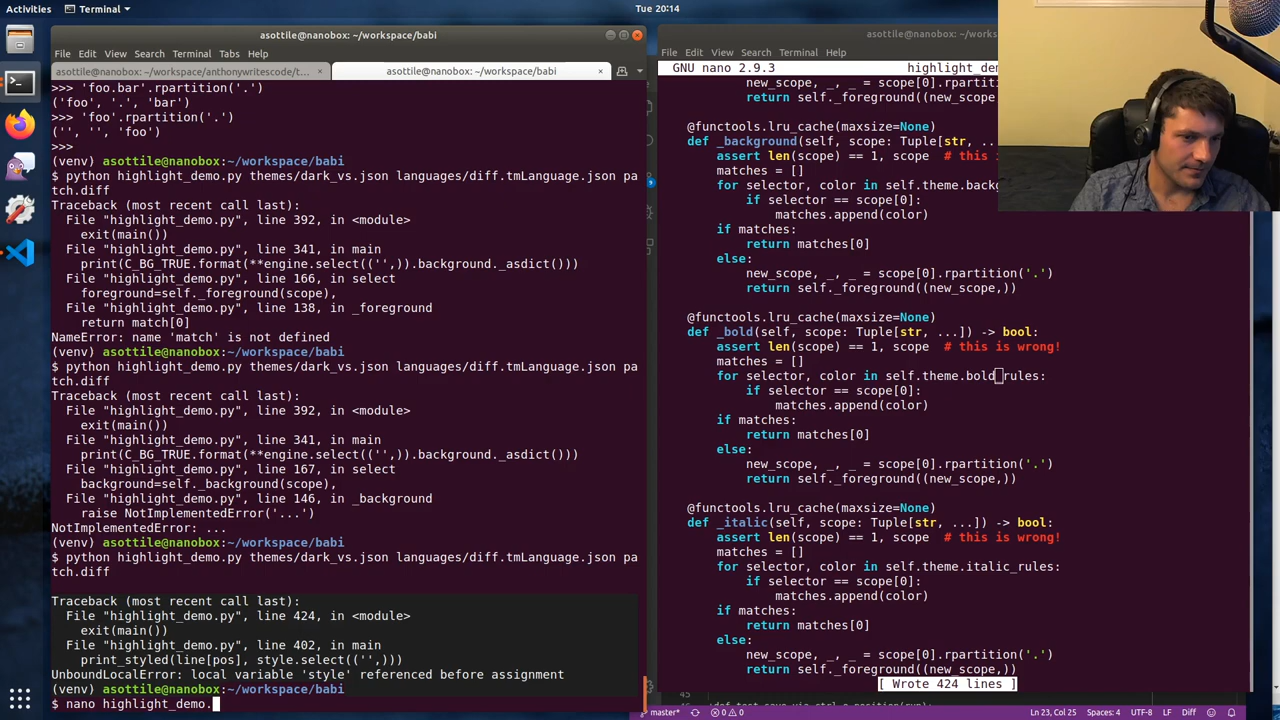 Activities
Terminal
Tue 20:14
asottile@nanobox: ~/workspace/babi
File Edit View Search Terminal Tabs Help
asottile@nanobox: ~/workspace/anthonywritescode/t...
asottile@nanobox: ~/workspace/babi
>>> 'foo.bar'.rpartition('.')
('foo', '.', 'bar')
>>> 'foo'.rpartition('.')
('', '', 'foo')
>>>
(venv) asottile@nanobox:~/workspace/babi
$ python highlight_demo.py themes/dark_vs.json languages/diff.tmLanguage.json pa
tch.diff
Traceback (most recent call last):
File "highlight_demo.py", line 392, in <module>
exit(main())
File "highlight_demo.py", line 341, in main
print(C_BG_TRUE.format(**engine.select(('',)).background._asdict()))
File "highlight_demo.py", line 166, in select
foreground=self._foreground(scope),
File "highlight_demo.py", line 138, in _foreground
return match[0]
NameError: name 'match' is not defined
(venv) asottile@nanobox:~/workspace/babi
$ python highlight_demo.py themes/dark_vs.json languages/diff.tmLanguage.json pa
tch.diff
Traceback (most recent call last):
File "highlight_demo.py", line 392, in <module>
exit(main())
File "highlight_demo.py", line 341, in main
print(C_BG_TRUE.format(**engine.select(('',)).background._asdict()))
File "highlight_demo.py", line 167, in select
background=self._background(scope),
File "highlight_demo.py", line 146, in _background
raise NotImplementedError('...')
NotImplementedError: ...
(venv) asottile@nanobox:~/workspace/babi
$ python highlight_demo.py themes/dark_vs.json languages/diff.tmLanguage.json pa
tch.diff
Traceback (most recent call last):
File "highlight_demo.py", line 424, in <module>
exit(main())
File "highlight_demo.py", line 402, in main
print_styled(line[pos], style.select(('',)))
UnboundLocalError: local variable 'style' referenced before assignment
(venv) asottile@nanobox:~/workspace/babi
$ nano highlight_demo.
asottile@nanobox: ~/works
File Edit View Search Terminal Help
GNU nano 2.9.3 highlight_dem
new_scope, _, _ = scope[0].rpartition('.')
return self._foreground((new_scope,
@functools.lru_cache(maxsize=None)
def _background(self, scope: Tuple[str, ..
assert len(scope) == 1, scope # this i
matches = []
for selector, color in self.theme.backg
if selector == scope[0]:
matches.append(color)
if matches:
return matches[0]
else:
new_scope, _, _ = scope[0].rpartition('.')
return self._foreground((new_scope,))
@functools.lru_cache(maxsize=None)
def _bold(self, scope: Tuple[str, ...]) -> bool:
assert len(scope) == 1, scope # this is wrong!
matches = []
for selector, color in self.theme.bold_rules:
if selector == scope[0]:
matches.append(color)
if matches:
return matches[0]
else:
new_scope, _, _ = scope[0].rpartition('.')
return self._foreground((new_scope,))
@functools.lru_cache(maxsize=None)
def _italic(self, scope: Tuple[str, ...]) -> bool:
assert len(scope) == 1, scope # this is wrong!
matches = []
for selector, color in self.theme.italic_rules:
if selector == scope[0]:
matches.append(color)
if matches:
return matches[0]
else:
new_scope, _, _ = scope[0].rpartition('.')
return self._foreground((new_scope,))
[ Wrote 424 lines ]
45
master* 0 0 Ln 23, Col 25 Spaces: 4 UTF-8 LF Diff